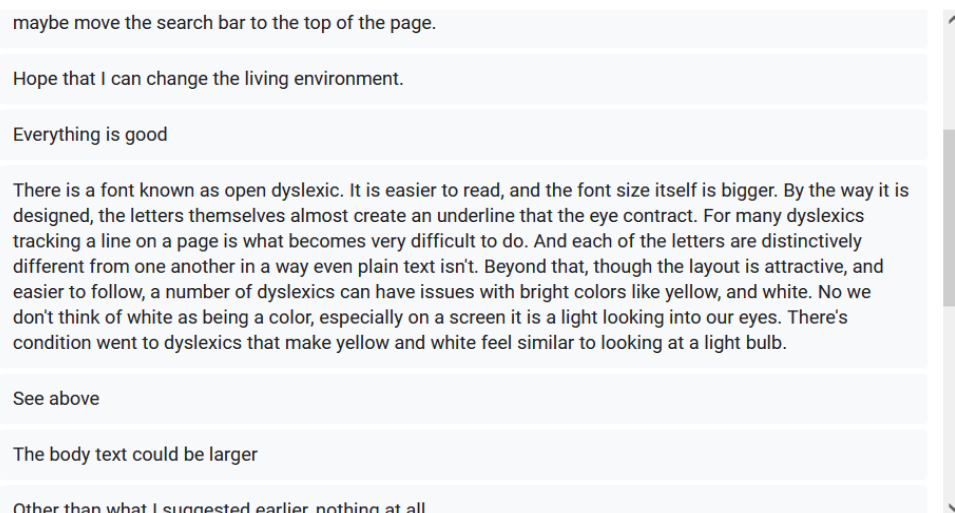 maybe move the search bar to the top of the page.
Hope that I can change the living environment.
Everything is good
There is a font known as open dyslexic. It is easier to read, and the font size itself is bigger. By the way it is
designed, the letters themselves almost create an underline that the eye contract. For many dyslexics
tracking a line on a page is what becomes very difficult to do. And each of the letters are distinctively
different from one another in a way even plain text isn't. Beyond that, though the layout is attractive, and
easier to follow, a number of dyslexics can have issues with bright colors like yellow, and white. No we
don't think of white as being a color, especially on a screen it is a light looking into our eyes. There's
condition went to dyslexics that make yellow and white feel similar to looking at a light bulb.
See above
The body text could be larger
Other than what I suggested earlier, nothing at all